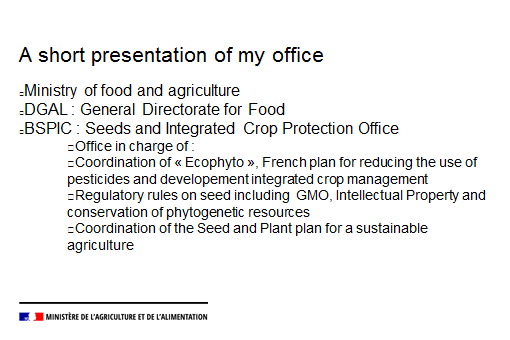 A short presentation of my office
Ministry of food and agriculture
DGAL : General Directorate for Food
BSPIC : Seeds and Integrated Crop Protection Office
Office in charge of :
Coordination of « Ecophyto », French plan for reducing the use of
pesticides and developement integrated crop management
Regulatory rules on seed including GMO, Intellectual Property and
conservation of phytogenetic resources
Coordination of the Seed and Plant plan for a sustainable
agriculture
MINISTÈRE DE L'AGRICULTURE ET DE L'ALIMENTATION